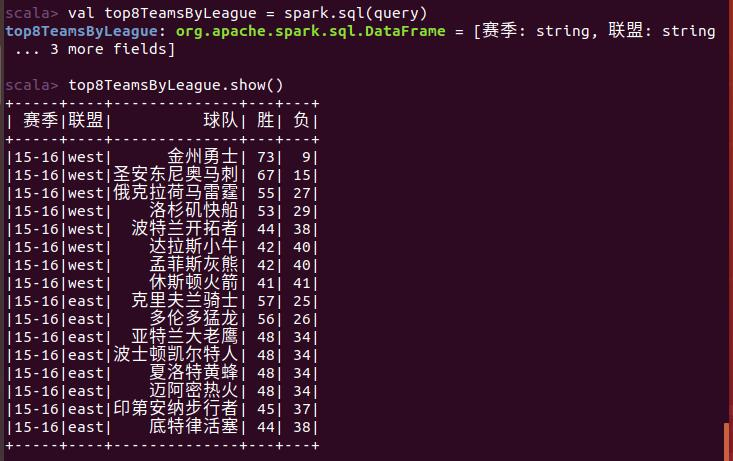 scala> val top8TeamsByLeague = spark.sql(query)
top8TeamsByLeague: org.apache.spark.sql.DataFrame = [赛季: string, 联盟: string
 ... 3 more fields]
scala> top8TeamsByLeague.show()
+-----+----+--------------+---+---+
| 赛季|联盟|          球队| 胜| 负|
+-----+----+--------------+---+---+
|15-16|west|      金州勇士| 73|  9|
|15-16|west|圣安东尼奥马刺| 67| 15|
|15-16|west|俄克拉荷马雷霆| 55| 27|
|15-16|west|    洛杉矶快船| 53| 29|
|15-16|west|  波特兰开拓者| 44| 38|
|15-16|west|    达拉斯小牛| 42| 40|
|15-16|west|    孟菲斯灰熊| 42| 40|
|15-16|west|    休斯顿火箭| 41| 41|
|15-16|east|  克里夫兰骑士| 57| 25|
|15-16|east|    多伦多猛龙| 56| 26|
|15-16|east|  亚特兰大老鹰| 48| 34|
|15-16|east|波士顿凯尔特人| 48| 34|
|15-16|east|    夏洛特黄蜂| 48| 34|
|15-16|east|    迈阿密热火| 48| 34|
|15-16|east|印第安纳步行者| 45| 37|
|15-16|east|    底特律活塞| 44| 38|
+-----+----+--------------+---+---+